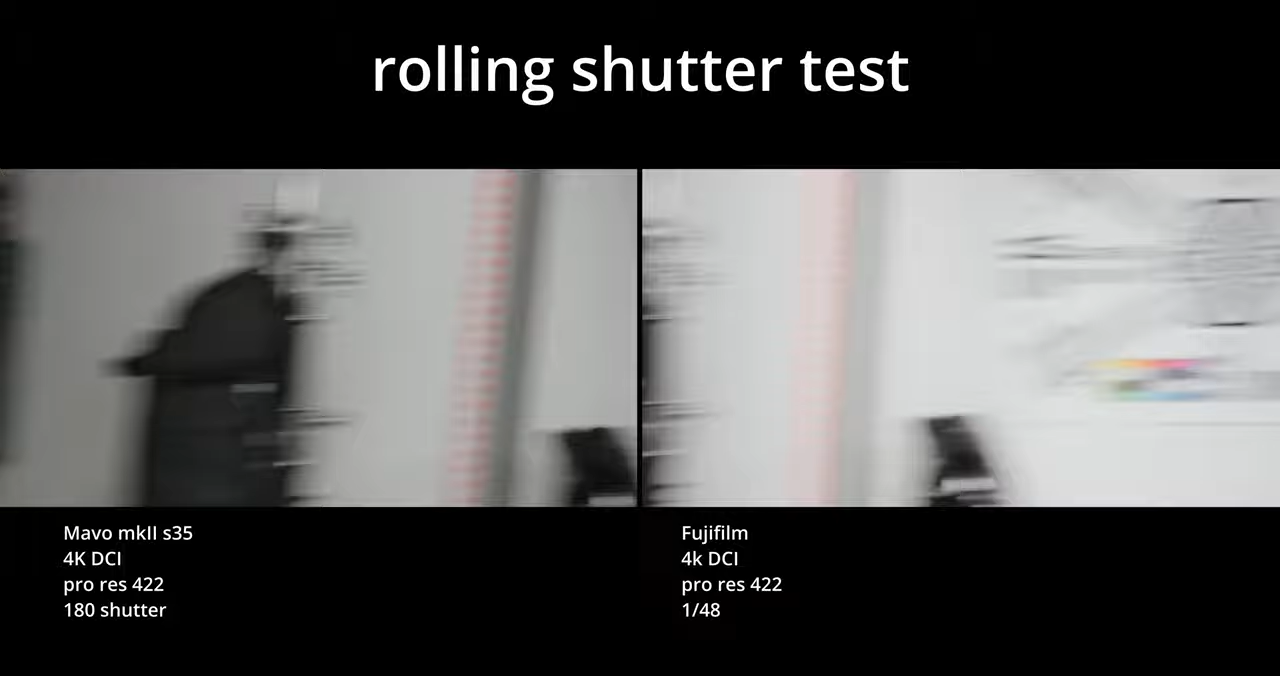 rolling shutter test
Mavo mkII s35
4K DCI
pro res 422
180 shutter
Fujifilm
4k DCI
pro res 422
1/48